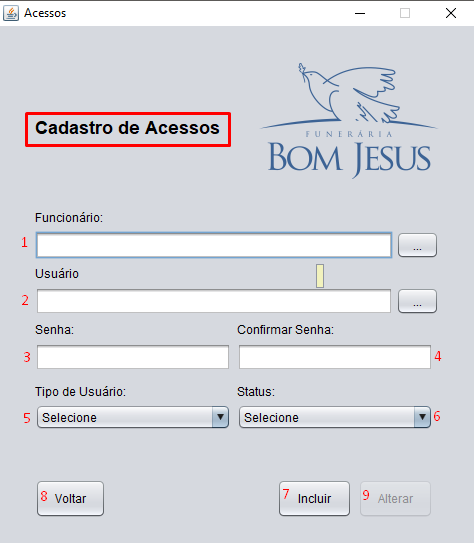 Acessos
Cadastro de Acessos
FUNERÁRIA
BOM JESUS
Funcionário:
1 ...
Usuário
2 ...
Senha: Confirmar Senha:
3 4
Tipo de Usuário: Status:
5 Selecione Selecione 6
8 Voltar 7 Incluir 9 Alterar